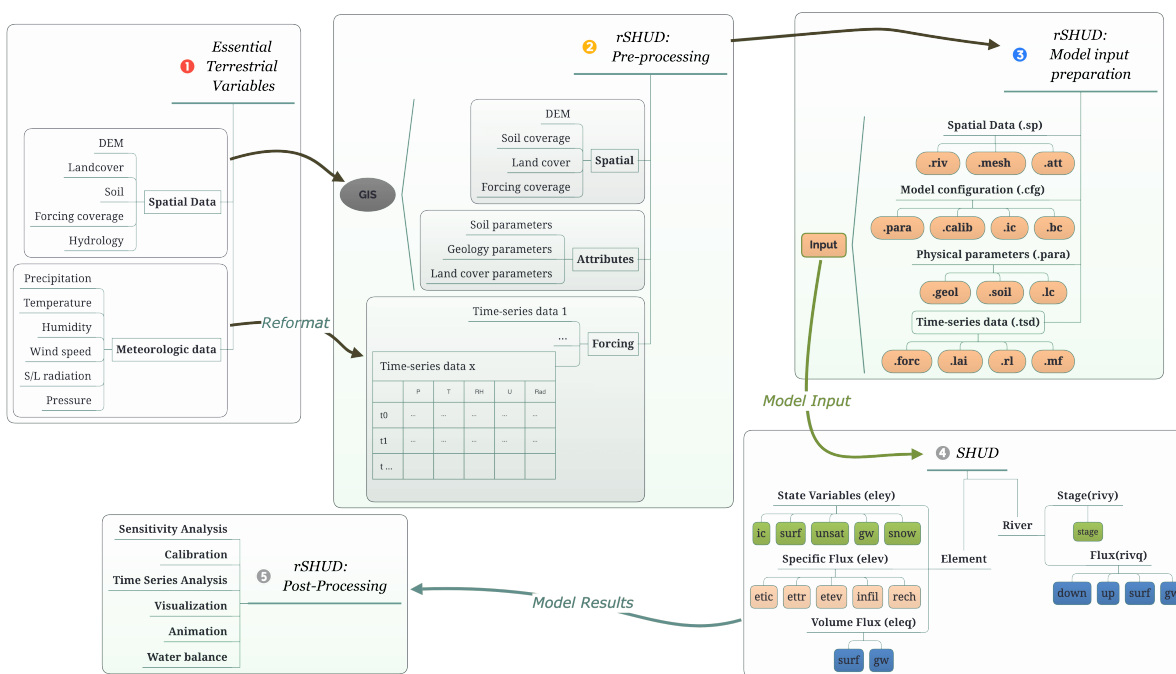 1
Essential
Terrestrial
Variables
DEM
Landcover
Soil
Forcing coverage
Hydrology
Spatial Data
Precipitation
Temperature
Humidity
Wind speed
S/L radiation
Pressure
Meteorologic data
Reformat
2
rSHUD:
Pre-processing
GIS
DEM
Soil coverage
Land cover
Forcing coverage
Spatial
Soil parameters
Geology parameters
Land cover parameters
Attributes
Time-series data 1
...
Forcing
Time-series data x
P T RH U Rad
t0 ... ... ... ... ...
t1 ... ... ... ... ...
t ...
3
rSHUD:
Model input
preparation
Input
Spatial Data (.sp)
.riv .mesh .att
Model configuration (.cfg)
.para .calib .ic .bc
Physical parameters (.para)
.geol .soil .lc
Time-series data (.tsd)
.forc .lai .rl .mf
Model Input
4 SHUD
State Variables (eley)
ic surf unsat gw snow
Specific Flux (elev)
etic ettr etev infil rech
Volume Flux (eleq)
surf gw
Element
River
Stage(rivy)
stage
Flux(rivq)
down up surf gw
Model Results
5
rSHUD:
Post-Processing
Sensitivity Analysis
Calibration
Time Series Analysis
Visualization
Animation
Water balance